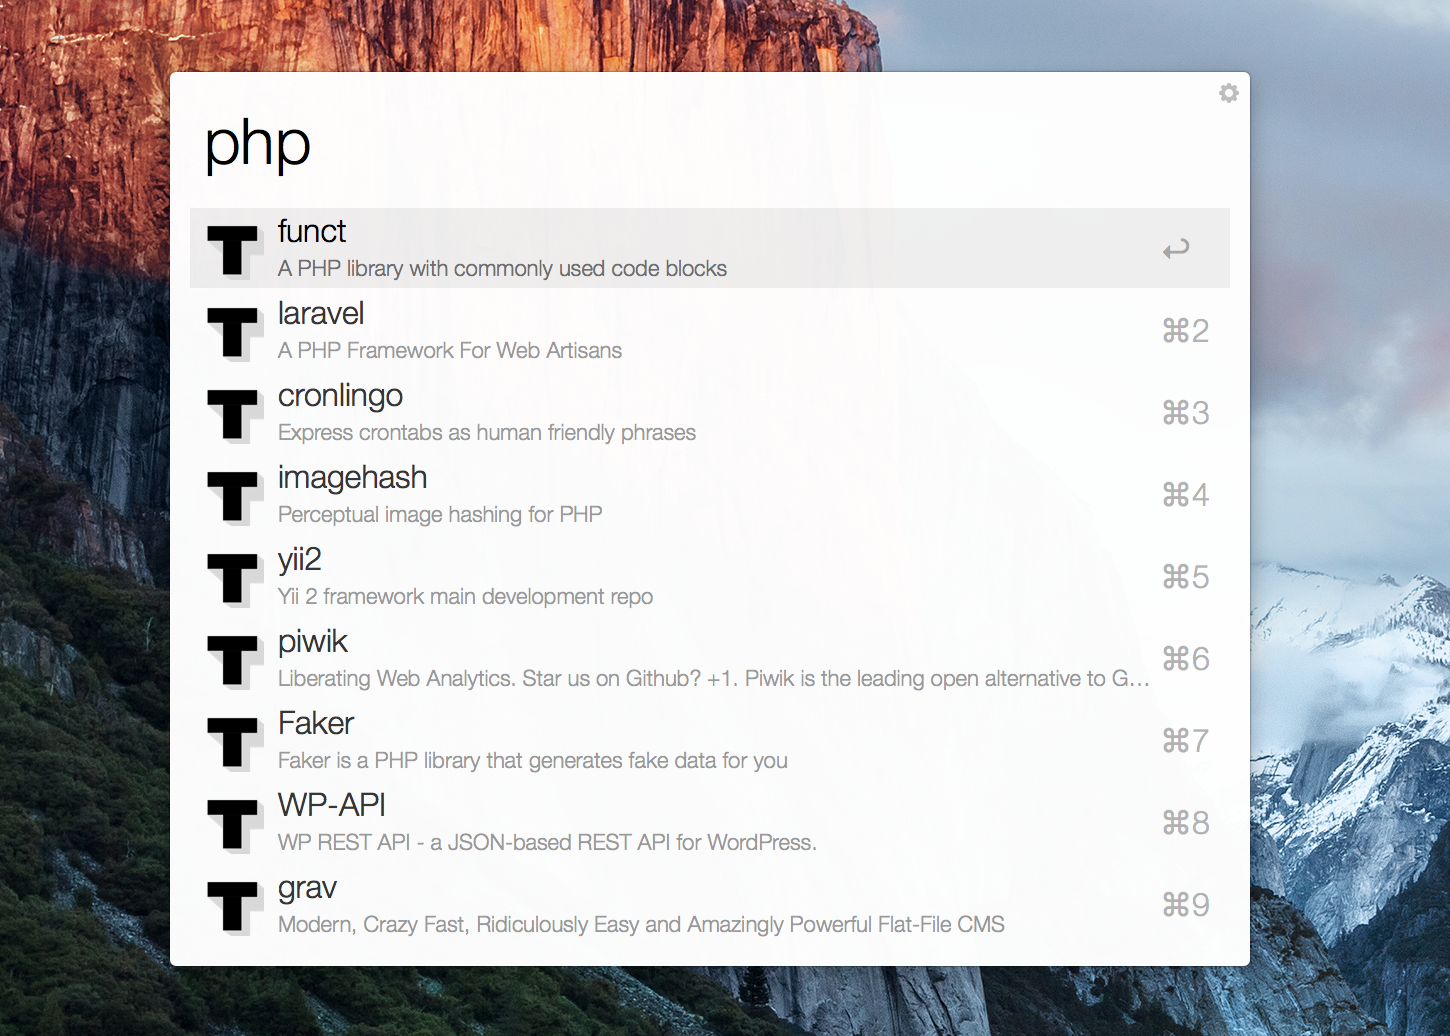 php
funct
A PHP library with commonly used code blocks
laravel
A PHP Framework For Web Artisans
⌘2
cronlingo
Express crontabs as human friendly phrases
⌘3
imagehash
Perceptual image hashing for PHP
⌘4
yii2
Yii 2 framework main development repo
⌘5
piwik
Liberating Web Analytics. Star us on Github? +1. Piwik is the leading open alternative to G…
⌘6
Faker
Faker is a PHP library that generates fake data for you
⌘7
WP-API
WP REST API - a JSON-based REST API for WordPress.
⌘8
grav
Modern, Crazy Fast, Ridiculously Easy and Amazingly Powerful Flat-File CMS
⌘9